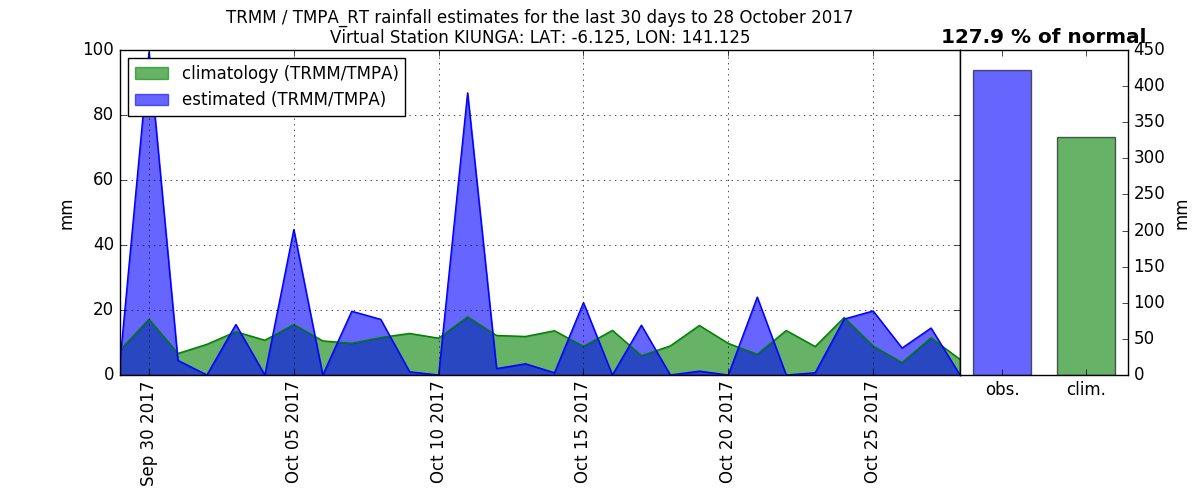 TRMM / TMPA_RT rainfall estimates for the last 30 days to 28 October 2017
Virtual Station KIUNGA: LAT: -6.125, LON: 141.125
127.9 % of normal
climatology (TRMM/TMPA)
estimated (TRMM/TMPA)
100
80
60
40
20
0
mm
450
400
350
300
250
200
150
100
50
0
mm
Sep 30 2017
Oct 05 2017
Oct 10 2017
Oct 15 2017
Oct 20 2017
Oct 25 2017
obs.
clim.